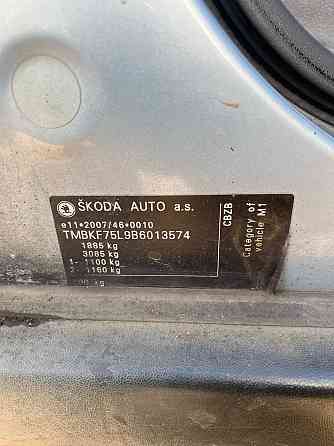 ŠKODA AUTO a.s.
e11*2007/46*0010
TMBKF75L9B6013574
1885 kg
3085 kg
1- 1100 kg
2- 1160 kg
kg
CBZB
Category of
vehicle M1